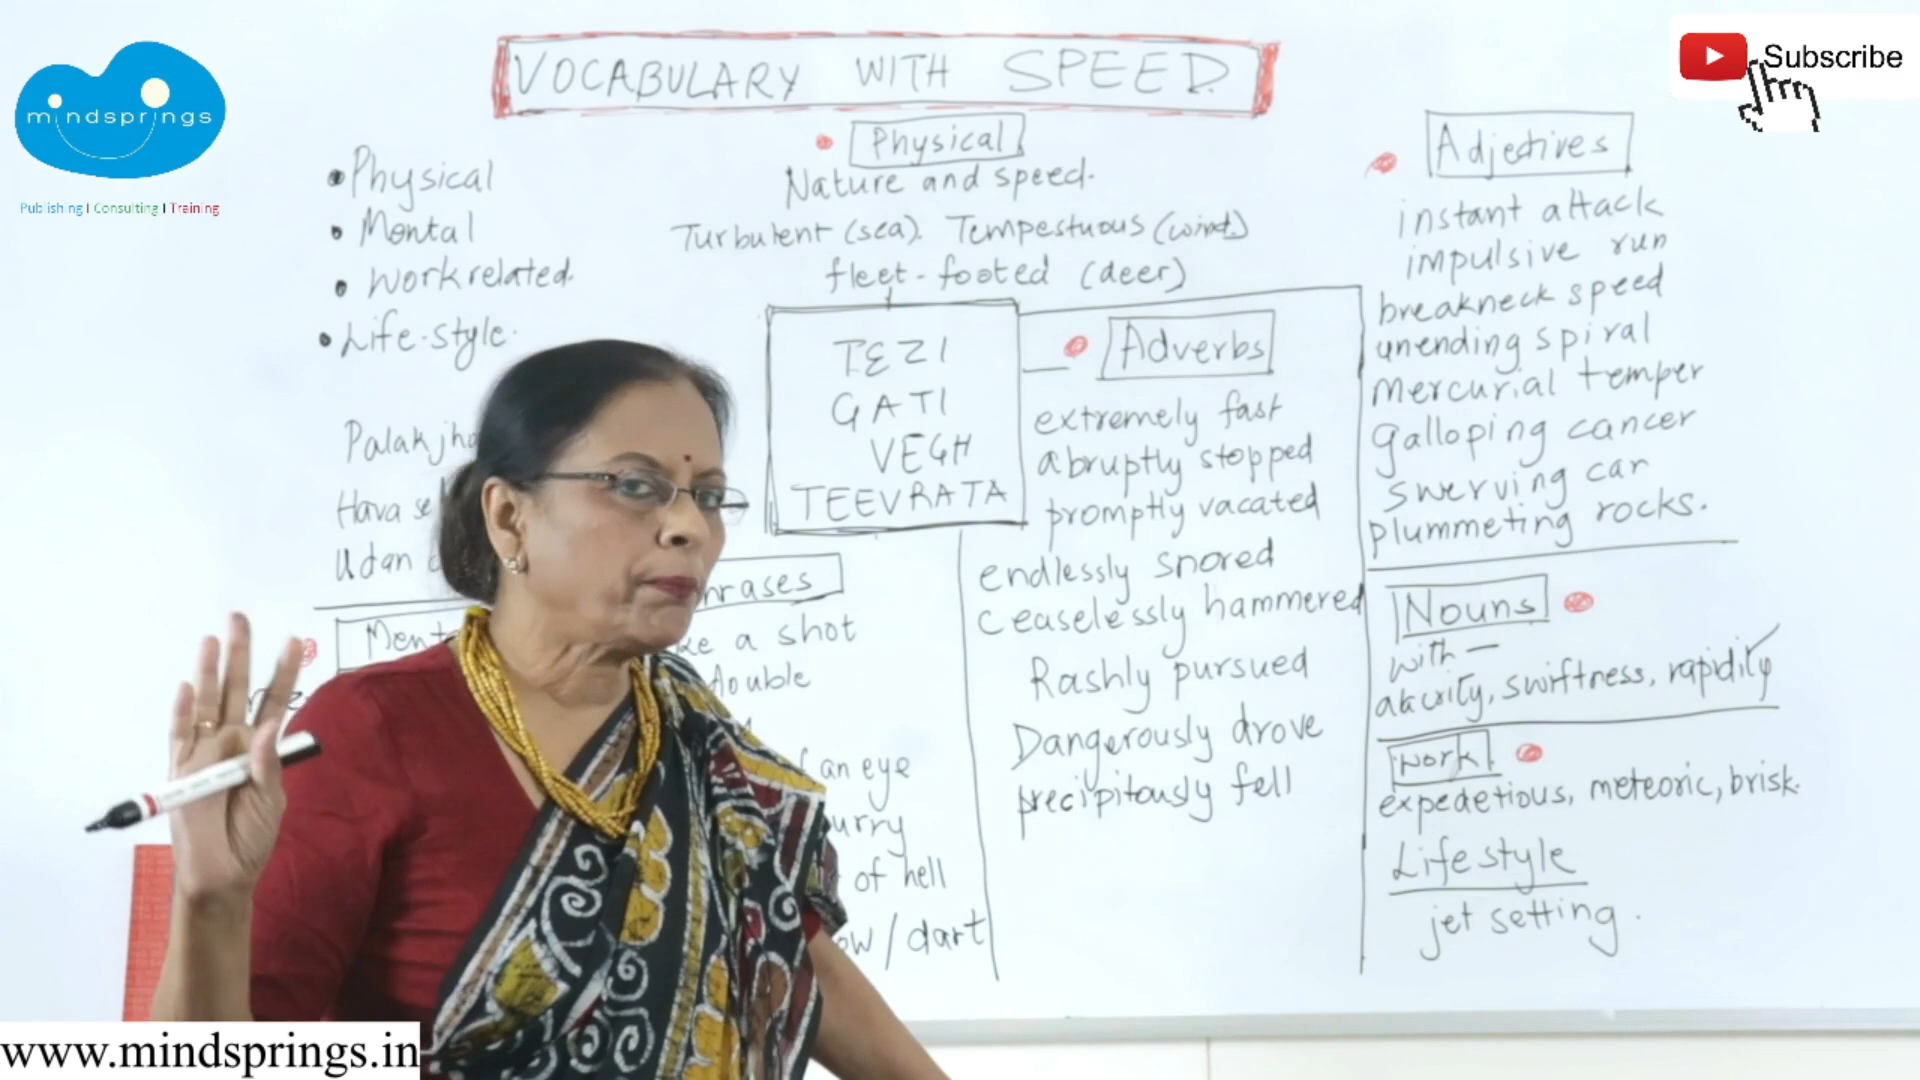 mindsprings
Publishing | Consulting | Training
Subscribe
VOCABULARY WITH SPEED
• Physical
• Mental
• Work related.
• Life-style.
Palak
Hava se
Udan
Physical
Nature and speed.
Turbulent (sea). Tempestuous (wind.)
fleet-footed (deer)
TEZI
GATI
VEGH
TEEVRATA
a shot
double
an eye
of hell
/ dart
Adverbs
extremely fast
abruptly stopped
promptly vacated
endlessly snored
ceaselessly hammered
Rashly pursued
Dangerously drove
precipitously fell
Adjectives
instant attack
impulsive run
breakneck speed
unending spiral
mercurial temper
galloping cancer
swerving car
plummeting rocks.
Nouns
with —
alacrity, swiftness, rapidity
work
expedetious, meteoric, brisk.
Life style
jet setting.
www.mindsprings.in